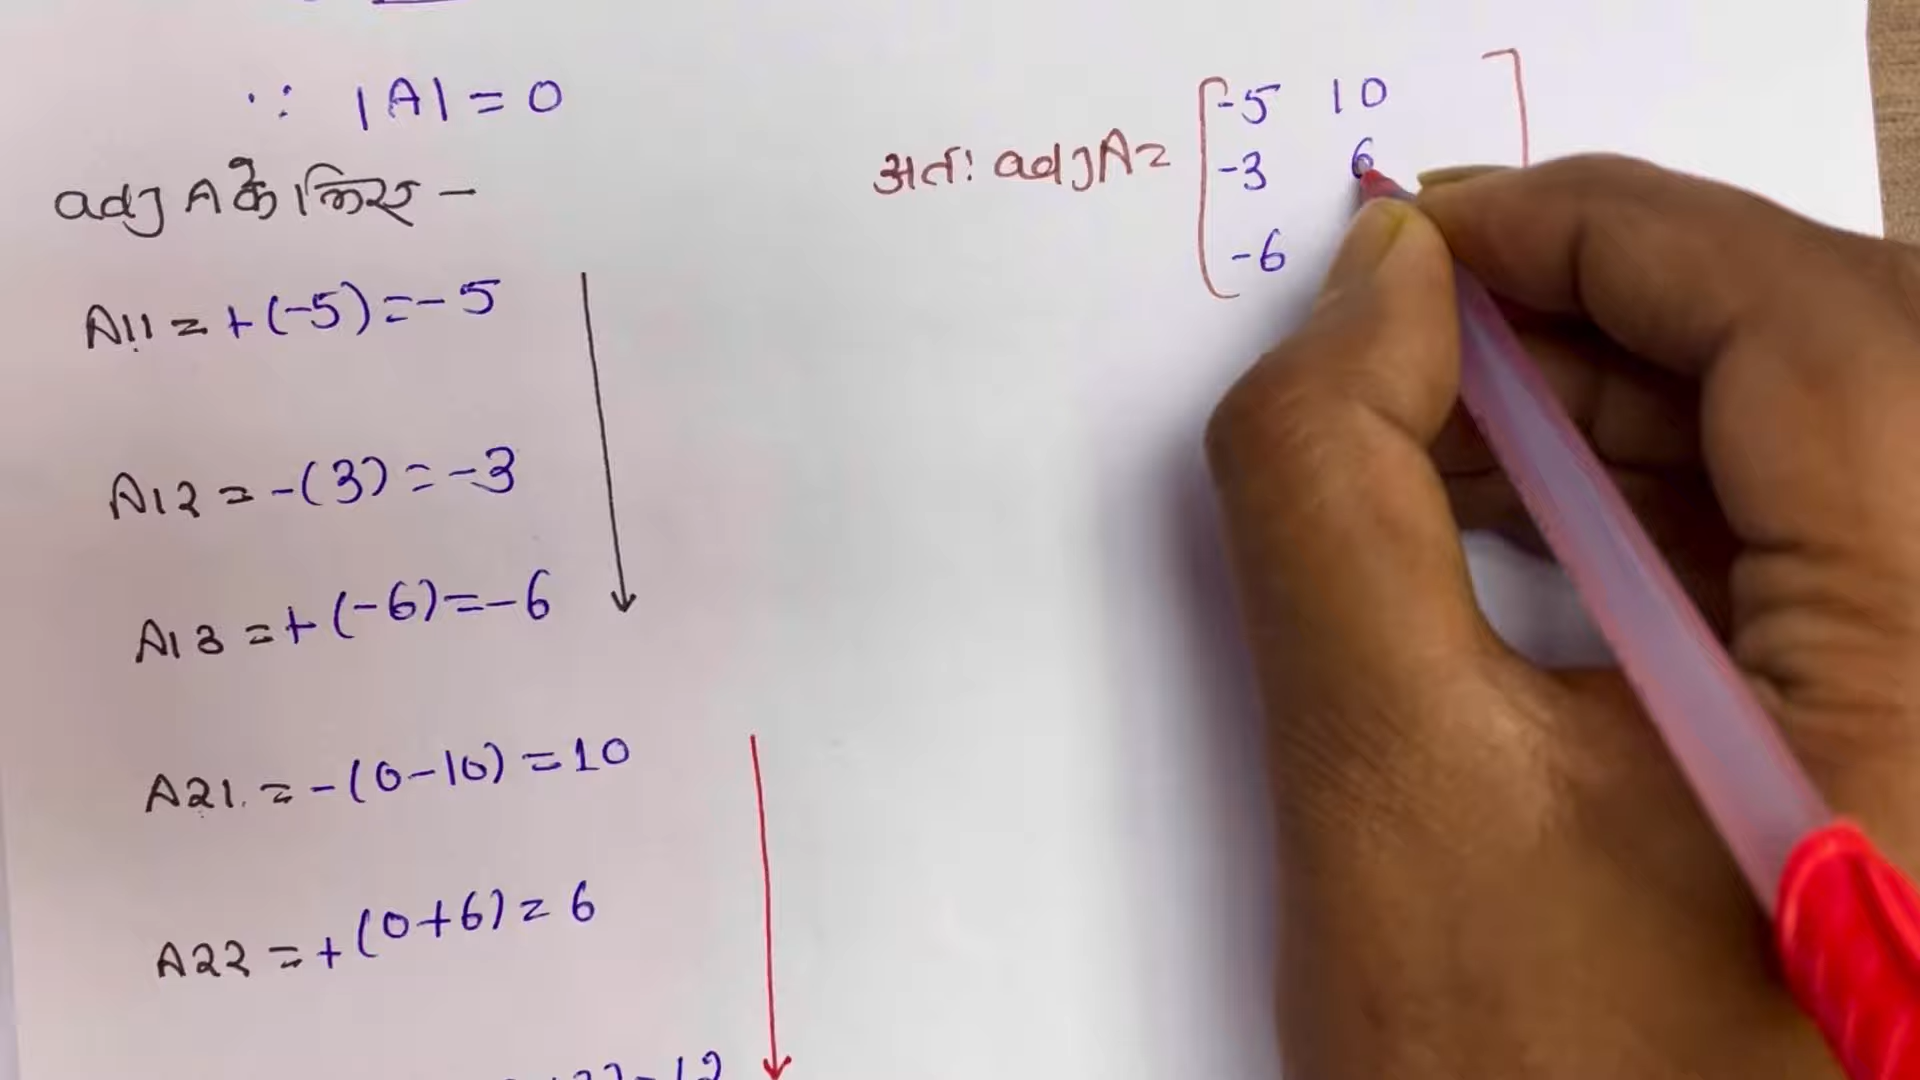 ∵ |A| = 0
adj A के लिए –
A11 = +(-5) = -5
A12 = -(3) = -3
A13 = +(-6) = -6
A21 = -(0-10) = 10
A22 = +(0+6) = 6
अतः adjA =
-5 10
-3 6
-6